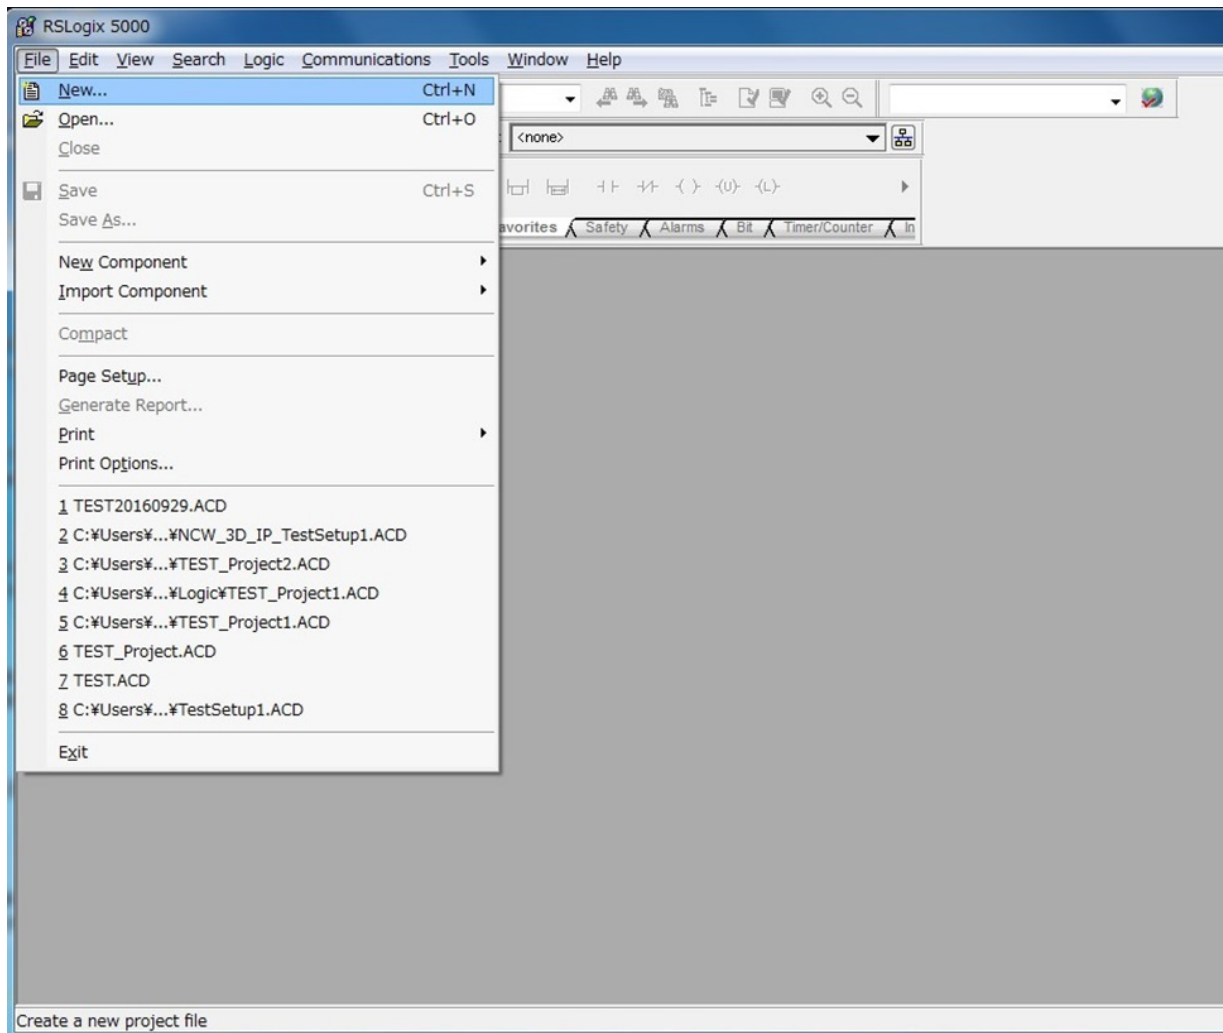 RSLogix 5000
File Edit View Search Logic Communications Tools Window Help
New... Ctrl+N
Open... Ctrl+O
Close
<none>
Save Ctrl+S
Save As...
avorites Safety Alarms Bit Timer/Counter In
New Component
Import Component
Compact
Page Setup...
Generate Report...
Print
Print Options...
1 TEST20160929.ACD
2 C:¥Users¥...¥NCW_3D_IP_TestSetup1.ACD
3 C:¥Users¥...¥TEST_Project2.ACD
4 C:¥Users¥...¥Logic¥TEST_Project1.ACD
5 C:¥Users¥...¥TEST_Project1.ACD
6 TEST_Project.ACD
7 TEST.ACD
8 C:¥Users¥...¥TestSetup1.ACD
Exit
Create a new project file